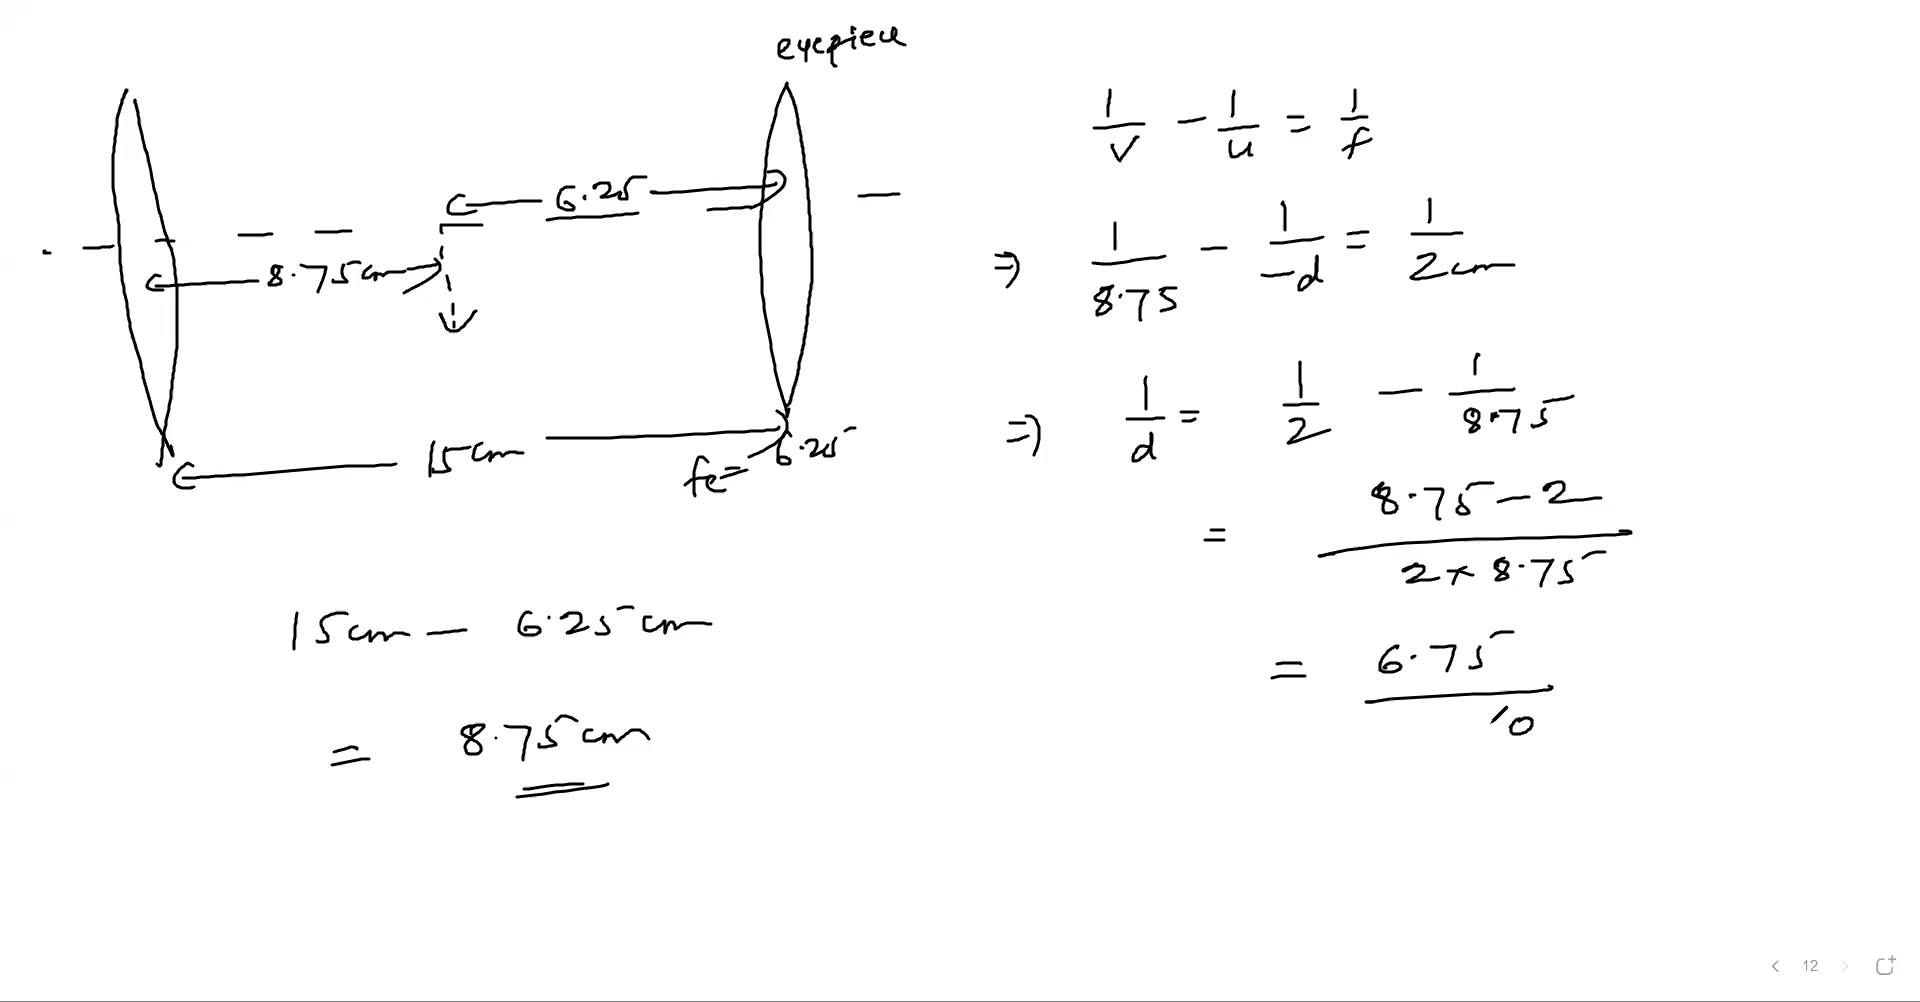 eyepiece
6.25
8.75cm
15cm
fe= 6.25
15cm - 6.25cm
= 8.75cm
1/v - 1/u = 1/f
⇒ 1/8.75 - 1/-d = 1/2cm
⇒ 1/d = 1/2 - 1/8.75
= 8.75-2 / 2×8.75
= 6.75 / 10
12